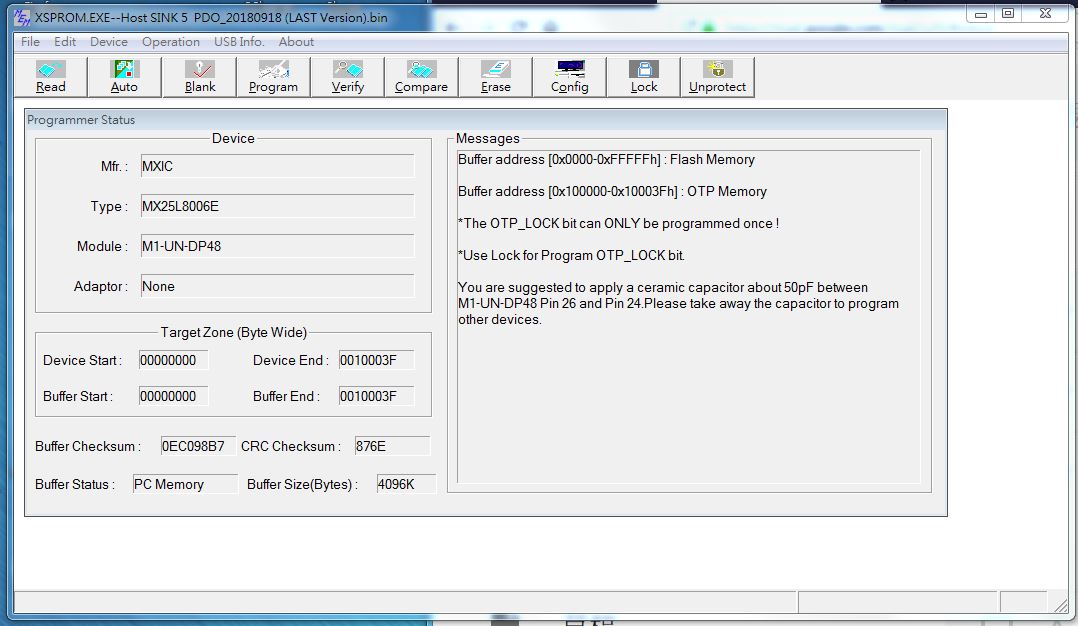 XSPROM.EXE--Host SINK 5 PDO_20180918 (LAST Version).bin
File Edit Device Operation USB Info. About
Read Auto Blank Program Verify Compare Erase Config Lock Unprotect
Programmer Status
Device
Mfr. : MXIC
Type : MX25L8006E
Module : M1-UN-DP48
Adaptor : None
Target Zone (Byte Wide)
Device Start : 00000000 Device End : 0010003F
Buffer Start : 00000000 Buffer End : 0010003F
Buffer Checksum : 0EC098B7 CRC Checksum : 876E
Buffer Status : PC Memory Buffer Size(Bytes) : 4096K
Messages
Buffer address [0x0000-0xFFFFFh] : Flash Memory
Buffer address [0x100000-0x10003Fh] : OTP Memory
*The OTP_LOCK bit can ONLY be programmed once !
*Use Lock for Program OTP_LOCK bit.
You are suggested to apply a ceramic capacitor about 50pF between
M1-UN-DP48 Pin 26 and Pin 24.Please take away the capacitor to program
other devices.